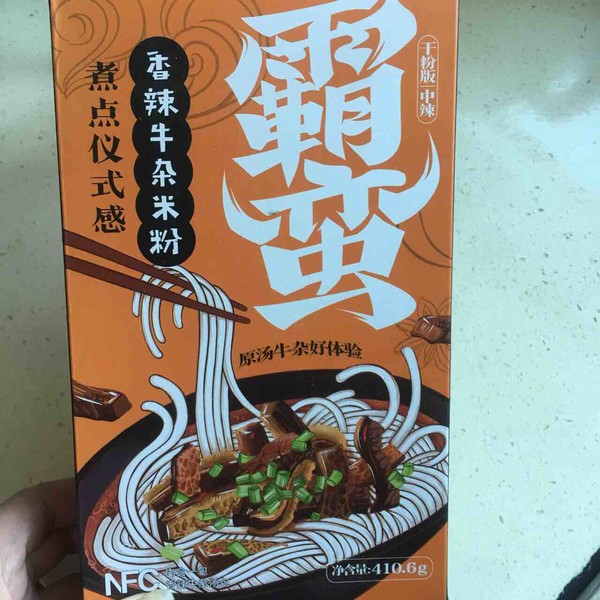 霸蛮
干粉版 中辣
香辣牛杂米粉
煮点仪式感
原汤牛杂好体验
NFC
净含量:410.6g